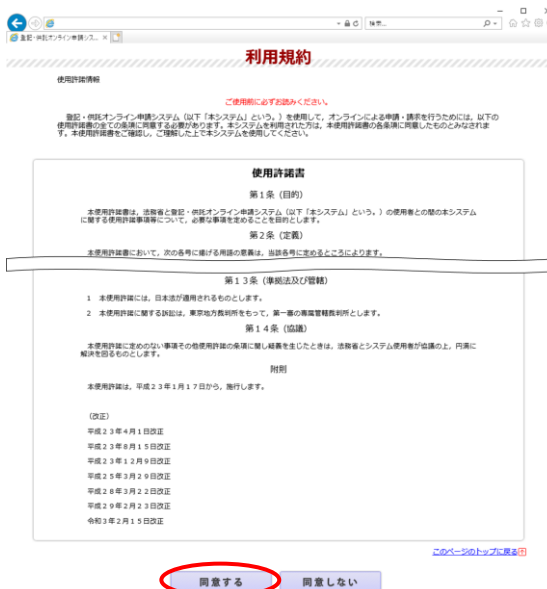 検索...
登記・供託オンライン申請シス... ×
利用規約
使用許諾情報
ご使用前に必ずお読みください。
登記・供託オンライン申請システム（以下「本システム」という。）を使用して，オンラインによる申請・請求を行うためには，以下の
使用許諾書の全ての条項に同意する必要があります。本システムを利用された方は，本使用許諾書の各条項に同意したものとみなされま
す。本使用許諾書をご確認し，ご理解した上で本システムを使用してください。
使用許諾書
第１条（目的）
本使用許諾書は，法務省と登記・供託オンライン申請システム（以下「本システム」という。）の使用者との間の本システム
に関する使用許諾事項等について，必要な事項を定めることを目的とします。
第２条（定義）
本使用許諾書において，次の各号に掲げる用語の意義は，当該各号に定めるところによります。
第１３条（準拠法及び管轄）
１　本使用許諾には，日本法が適用されるものとします。
２　本使用許諾に関する訴訟は，東京地方裁判所をもって，第一審の専属管轄裁判所とします。
第１４条（協議）
本使用許諾に定めのない事項その他使用許諾の条項に関し疑義を生じたときは，法務省とシステム使用者が協議の上，円満に
解決を図るものとします。
附則
本使用許諾は，平成２３年１月１７日から，施行します。
（改正）
平成２３年４月１日改正
平成２３年８月１５日改正
平成２３年１２月９日改正
平成２５年３月２９日改正
平成２８年３月２２日改正
平成２９年２月２３日改正
令和３年２月１５日改正
このページのトップに戻る
同意する
同意しない